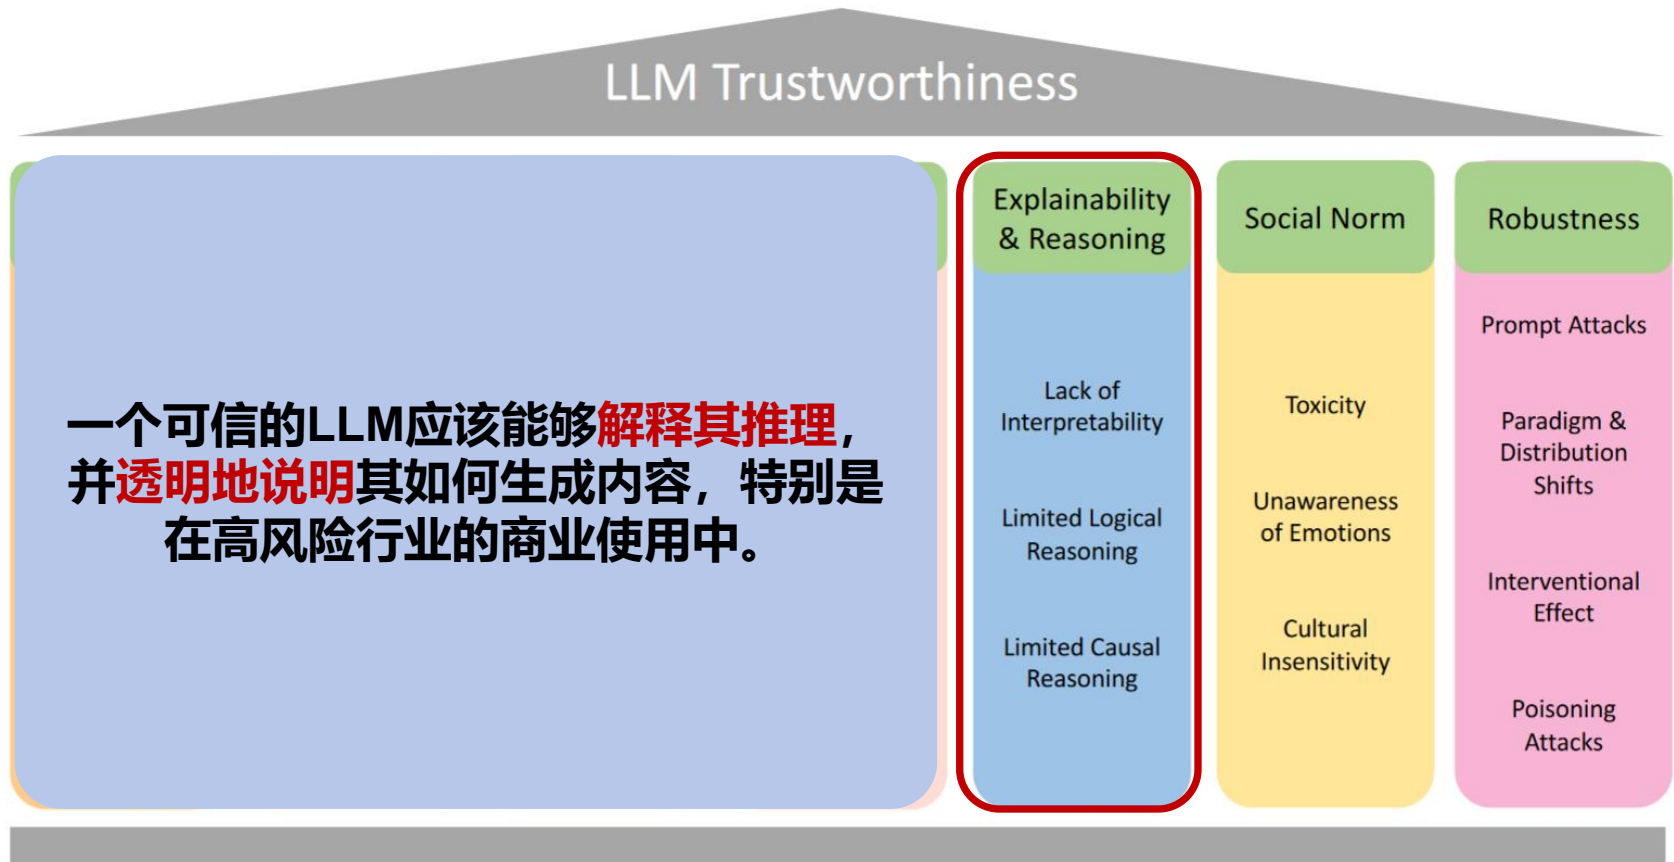 LLM Trustworthiness
一个可信的LLM应该能够解释其推理,
并透明地说明其如何生成内容，特别是
在高风险行业的商业使用中。
Explainability
& Reasoning
Lack of
Interpretability
Limited Logical
Reasoning
Limited Causal
Reasoning
Social Norm
Toxicity
Unawareness
of Emotions
Cultural
Insensitivity
Robustness
Prompt Attacks
Paradigm &
Distribution
Shifts
Interventional
Effect
Poisoning
Attacks